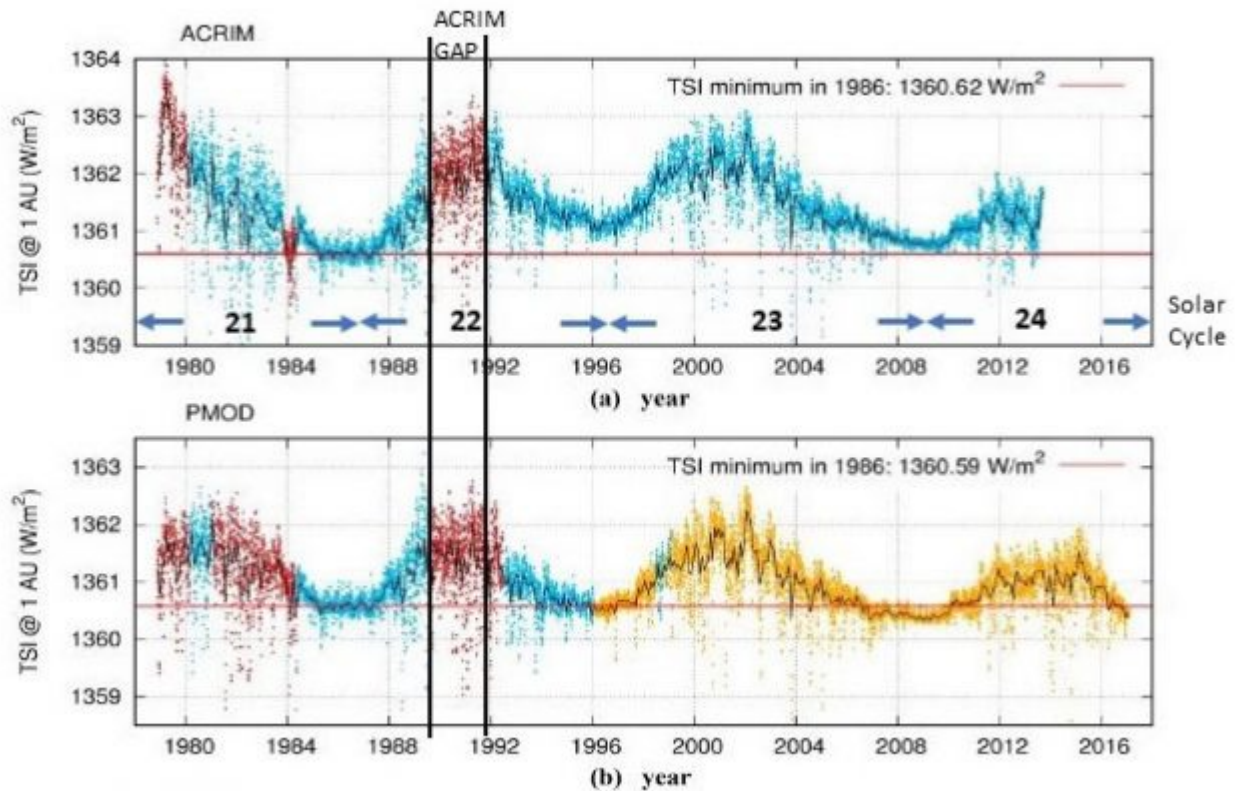 ACRIM
ACRIM
GAP
TSI @ 1 AU (W/m²)
1364
1363
1362
1361
1360
1359
TSI minimum in 1986: 1360.62 W/m²
21
22
23
24
Solar
Cycle
1980 1984 1988 1992 1996 2000 2004 2008 2012 2016
(a) year
PMOD
TSI @ 1 AU (W/m²)
1363
1362
1361
1360
1359
TSI minimum in 1986: 1360.59 W/m²
1980 1984 1988 1992 1996 2000 2004 2008 2012 2016
(b) year